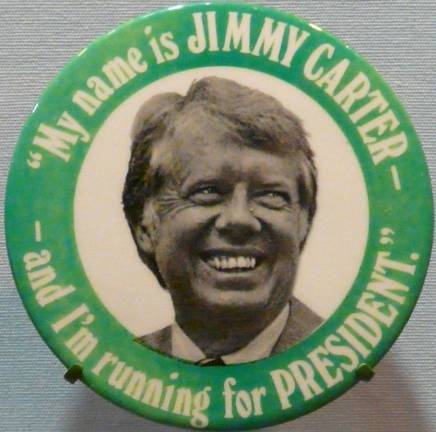 "My name is JIMMY CARTER –
– and I'm running for PRESIDENT."